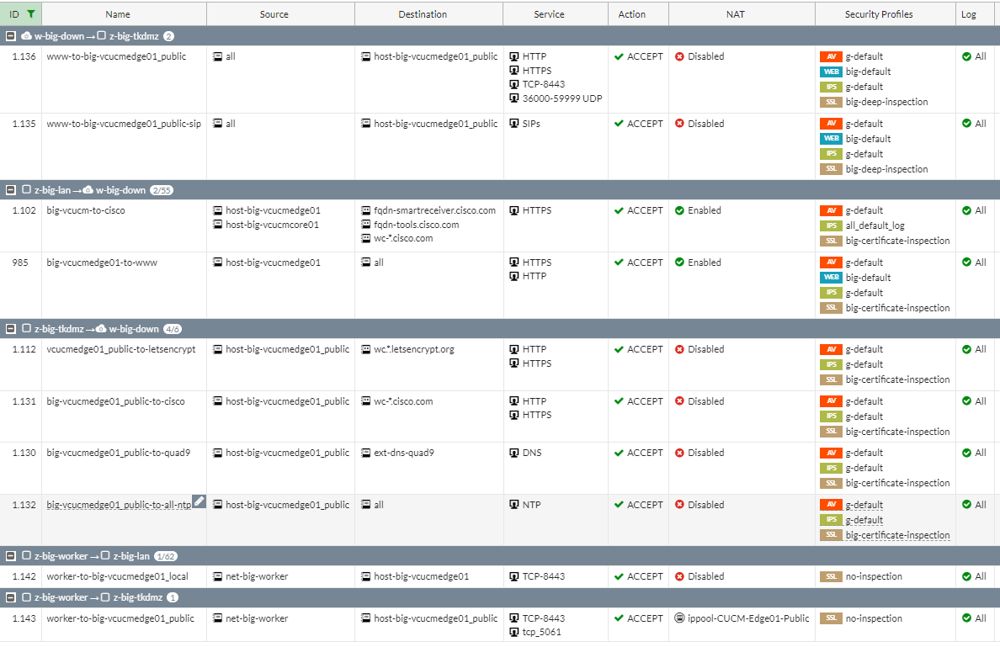 ID Name Source Destination Service Action NAT Security Profiles Log
w-big-down → z-big-tkdmz 2
1.136 www-to-big-vcucmedge01_public all host-big-vcucmedge01_public HTTP ACCEPT Disabled AV g-default All
HTTPS WEB big-default
TCP-8443 IPS g-default
36000-59999 UDP SSL big-deep-inspection
1.135 www-to-big-vcucmedge01_public-sip all host-big-vcucmedge01_public SIPs ACCEPT Disabled AV g-default All
WEB big-default
IPS g-default
SSL big-deep-inspection
z-big-lan → w-big-down 2/55
1.102 big-vcucm-to-cisco host-big-vcucmedge01 fqdn-smartreceiver.cisco.com HTTPS ACCEPT Enabled AV g-default All
host-big-vcucmcore01 fqdn-tools.cisco.com IPS all_default_log
wc-*.cisco.com SSL big-certificate-inspection
985 big-vcucmedge01-to-www host-big-vcucmedge01 all HTTPS ACCEPT Enabled AV g-default All
HTTP WEB big-default
IPS g-default
SSL big-certificate-inspection
z-big-tkdmz → w-big-down 4/6
1.112 vcucmedge01_public-to-letsencrypt host-big-vcucmedge01_public wc.*.letsencrypt.org HTTP ACCEPT Disabled AV g-default All
HTTPS IPS g-default
SSL big-certificate-inspection
1.131 big-vcucmedge01_public-to-cisco host-big-vcucmedge01_public wc-*.cisco.com HTTP ACCEPT Disabled AV g-default All
HTTPS IPS g-default
SSL big-certificate-inspection
1.130 big-vcucmedge01_public-to-quad9 host-big-vcucmedge01_public ext-dns-quad9 DNS ACCEPT Disabled AV g-default All
IPS g-default
SSL big-certificate-inspection
1.132 big-vcucmedge01_public-to-all-ntp host-big-vcucmedge01_public all NTP ACCEPT Disabled AV g-default All
IPS g-default
SSL big-certificate-inspection
z-big-worker → z-big-lan 1/62
1.142 worker-to-big-vcucmedge01_local net-big-worker host-big-vcucmedge01 TCP-8443 ACCEPT Disabled SSL no-inspection All
z-big-worker → z-big-tkdmz 1
1.143 worker-to-big-vcucmedge01_public net-big-worker host-big-vcucmedge01_public TCP-8443 ACCEPT ippool-CUCM-Edge01-Public SSL no-inspection All
tcp_5061